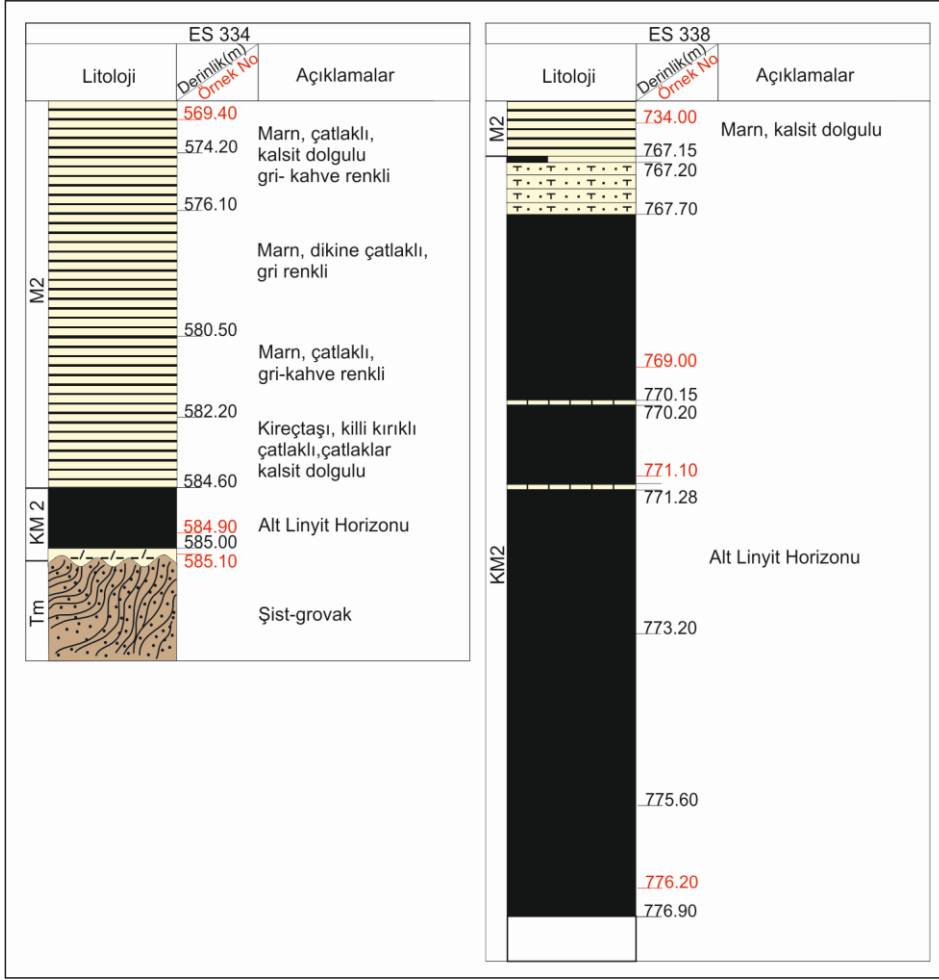 ES 334
Litoloji
Derinlik(m)
Örnek No
Açıklamalar
M2
569.40
574.20
Marn, çatlaklı,
kalsit dolgulu
gri- kahve renkli
576.10
Marn, dikine çatlaklı,
gri renkli
580.50
Marn, çatlaklı,
gri-kahve renkli
582.20
Kireçtaşı, killi kırıklı
çatlaklı,çatlaklar
kalsit dolgulu
584.60
KM 2
584.90
Alt Linyit Horizonu
585.00
585.10
Tm
Şist-grovak
ES 338
Litoloji
Derinlik(m)
Örnek No
Açıklamalar
M2
734.00
Marn, kalsit dolgulu
767.15
767.20
767.70
KM2
769.00
770.15
770.20
771.10
771.28
Alt Linyit Horizonu
773.20
775.60
776.20
776.90